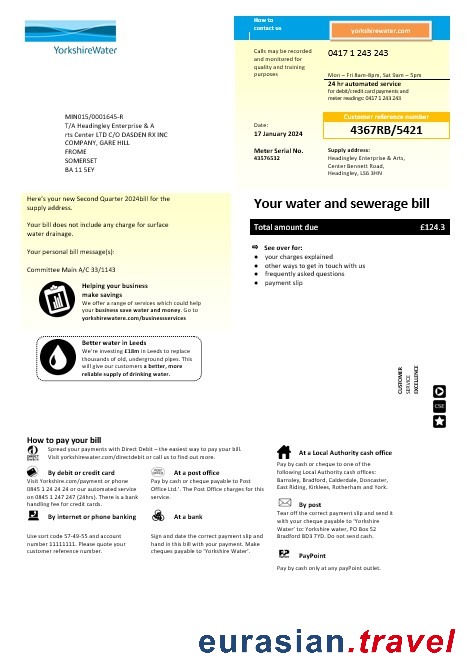 YorkshireWater
How to
contact us
yorkshirewater.com
Calls may be recorded
and monitored for
quality and training
purposes
0417 1 243 243
Mon – Fri 8am-8pm, Sat 9am – 5pm
24 hr automated service
for debit/credit card payments and
meter readings: 0417 1 243 243
Customer reference number
4367RB/5421
Date:
17 January 2024
Meter Serial No.
43576532
Supply address:
Headingley Enterprise & Arts,
Center Bennett Road,
Headingley, LS6 3HN
MIN015/0001645-R
T/A Headingley Enterprise & A
rts Center LTD C/O DASDEN RX INC
COMPANY, GARE HILL
FROME
SOMERSET
BA 11 5EY
Here's your new Second Quarter 2024bill for the
supply address.
Your bill does not include any charge for surface
water drainage.
Your personal bill message(s):
Committee Main A/C 33/1143
Helping your business
make savings
We offer a range of services which could help
your business save water and money. Go to
yorkshirewatere.com/businesservices
Better water in Leeds
We're investing £18m in Leeds to replace
thousands of old, underground pipes. This
will give our customers a better, more
reliable supply of drinking water.
Your water and sewerage bill
Total amount due £124.3
See over for:
● your charges explained
● other ways to get in touch with us
● frequently asked questions
● payment slip
CUSTOMER
SERVICE
EXCELLENCE
CSE
How to pay your bill
Spread your payments with Direct Debit – the easiest way to pay your bill.
Visit yorkshirewater.com/directdebit or call us to find out more.
By debit or credit card
Visit Yorkshire.com/payment or phone
0845 1 24 24 24 or our automated service
on 0845 1 247 247 (24hrs). There is a bank
handling fee for credit cards.
At a post office
Pay by cash or cheque payable to Post
Office Ltd.'. The Post Office charges for this
service.
By internet or phone banking
Use sort code 57-49-55 and account
number 11111111. Please quote your
customer reference number.
At a bank
Sign and date the correct payment slip and
hand in this bill with your payment. Make
cheques payable to 'Yorkshire Water'.
At a Local Authority cash office
Pay by cash or cheque to one of the
following Local Authority cash offices:
Barnsley, Bradford, Calderdale, Doncaster,
East Riding, Kirklees, Rotherham and York.
By post
Tear off the correct payment slip and send it
with your cheque payable to 'Yorkshire
Water' to: Yorkshire water, PO Box 52
Bradford BD3 7YD. Do not send cash.
PayPoint
Pay by cash only at any payPoint outlet.
eurasian.travel